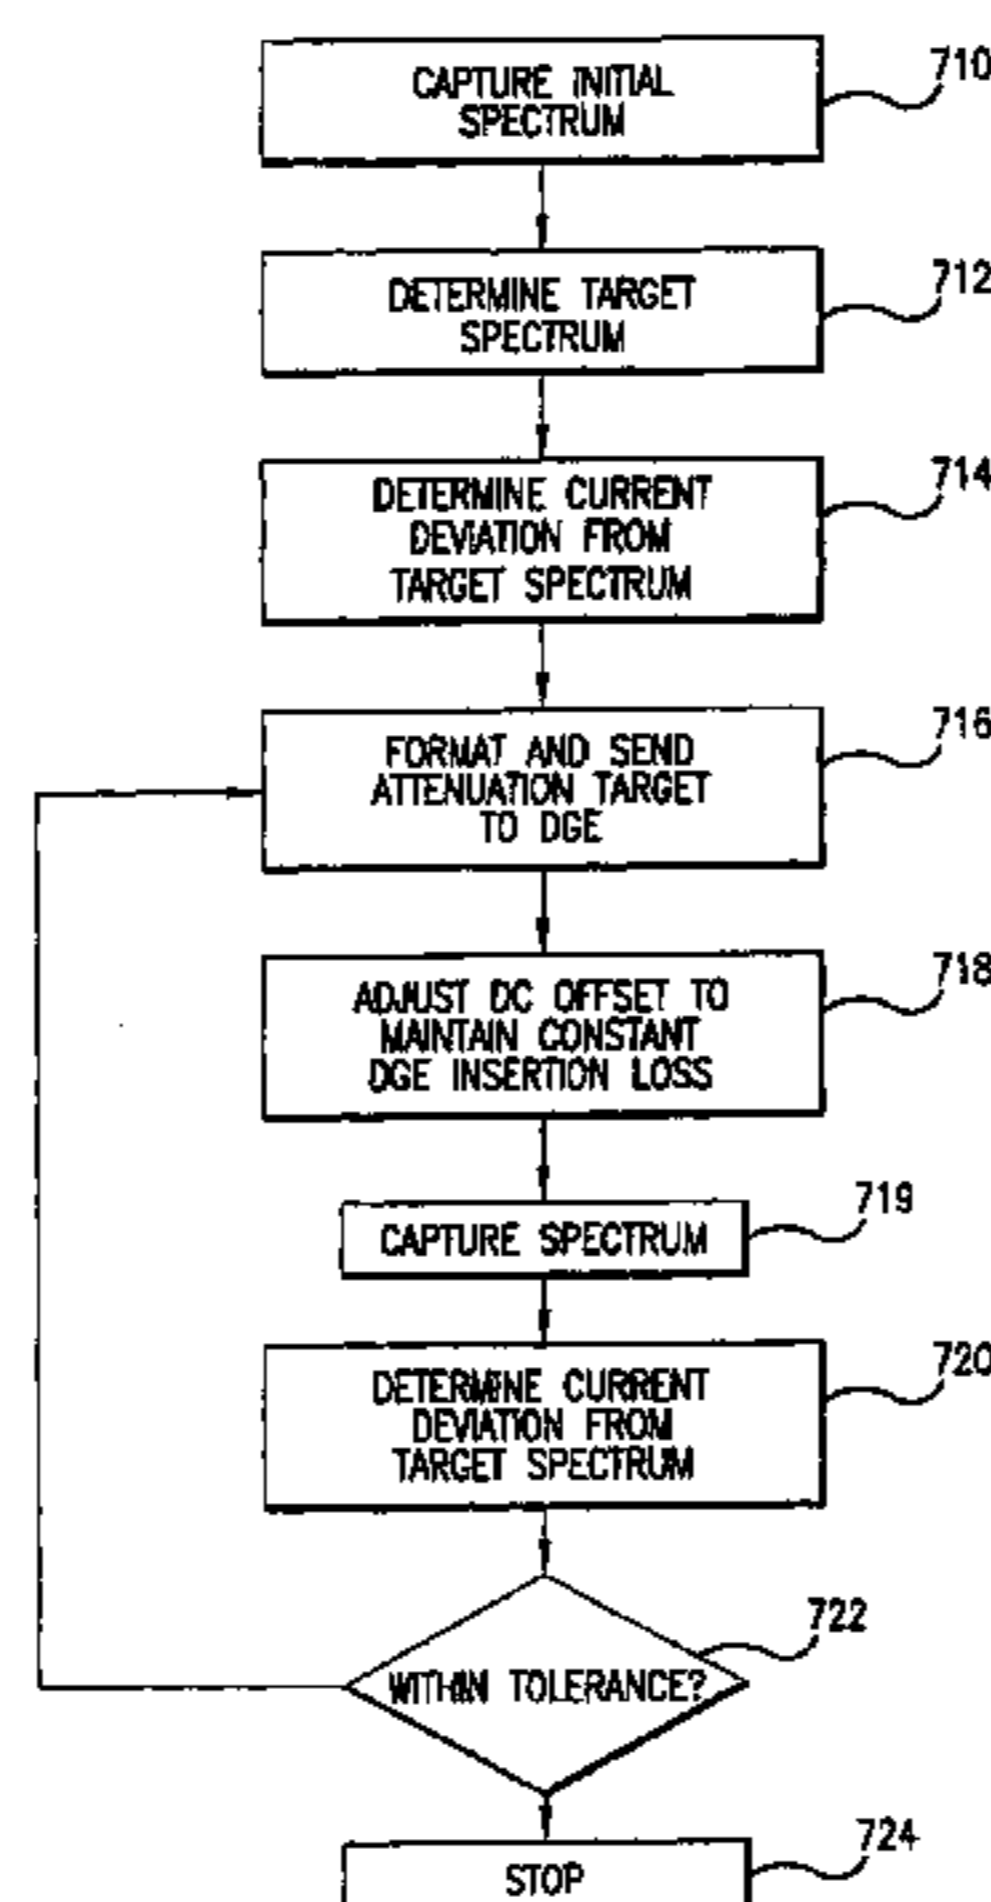 CAPTURE INITIAL
SPECTRUM
710
DETERMINE TARGET
SPECTRUM
712
DETERMINE CURRENT
DEVIATION FROM
TARGET SPECTRUM
714
FORMAT AND SEND
ATTENUATION TARGET
TO DGE
716
ADJUST DC OFFSET TO
MAINTAIN CONSTANT
DGE INSERTION LOSS
718
CAPTURE SPECTRUM
719
DETERMINE CURRENT
DEVIATION FROM
TARGET SPECTRUM
720
WITHIN TOLERANCE?
722
STOP
724